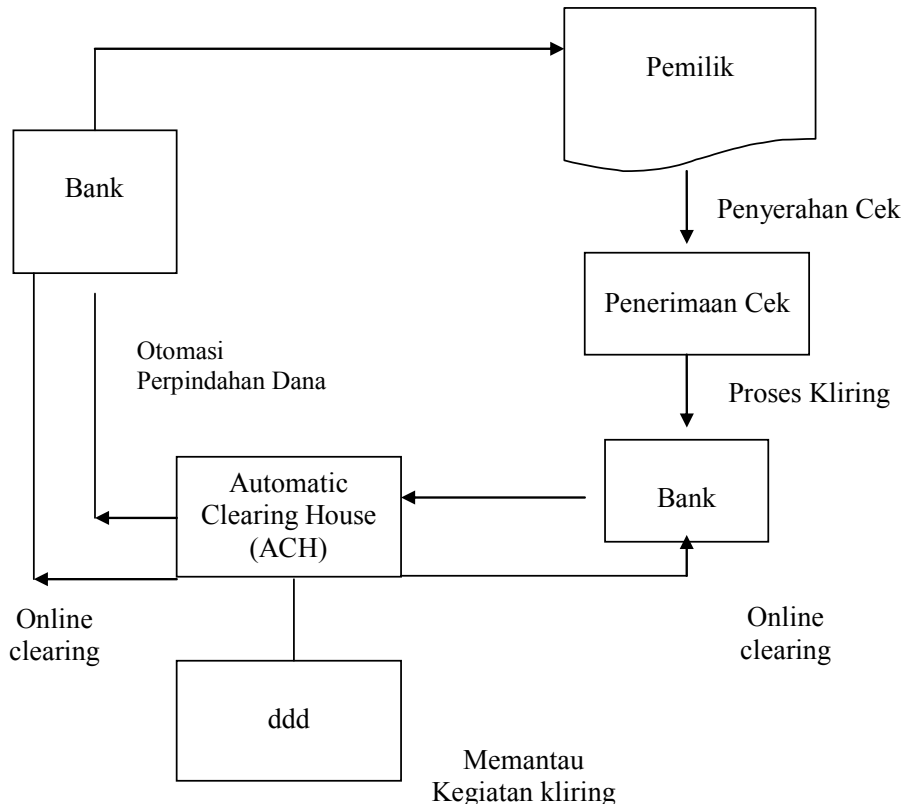 Pemilik
Bank
Penyerahan Cek
Penerimaan Cek
Otomasi
Perpindahan Dana
Proses Kliring
Automatic
Clearing House
(ACH)
Bank
Online
clearing
Online
clearing
ddd
Memantau
Kegiatan kliring